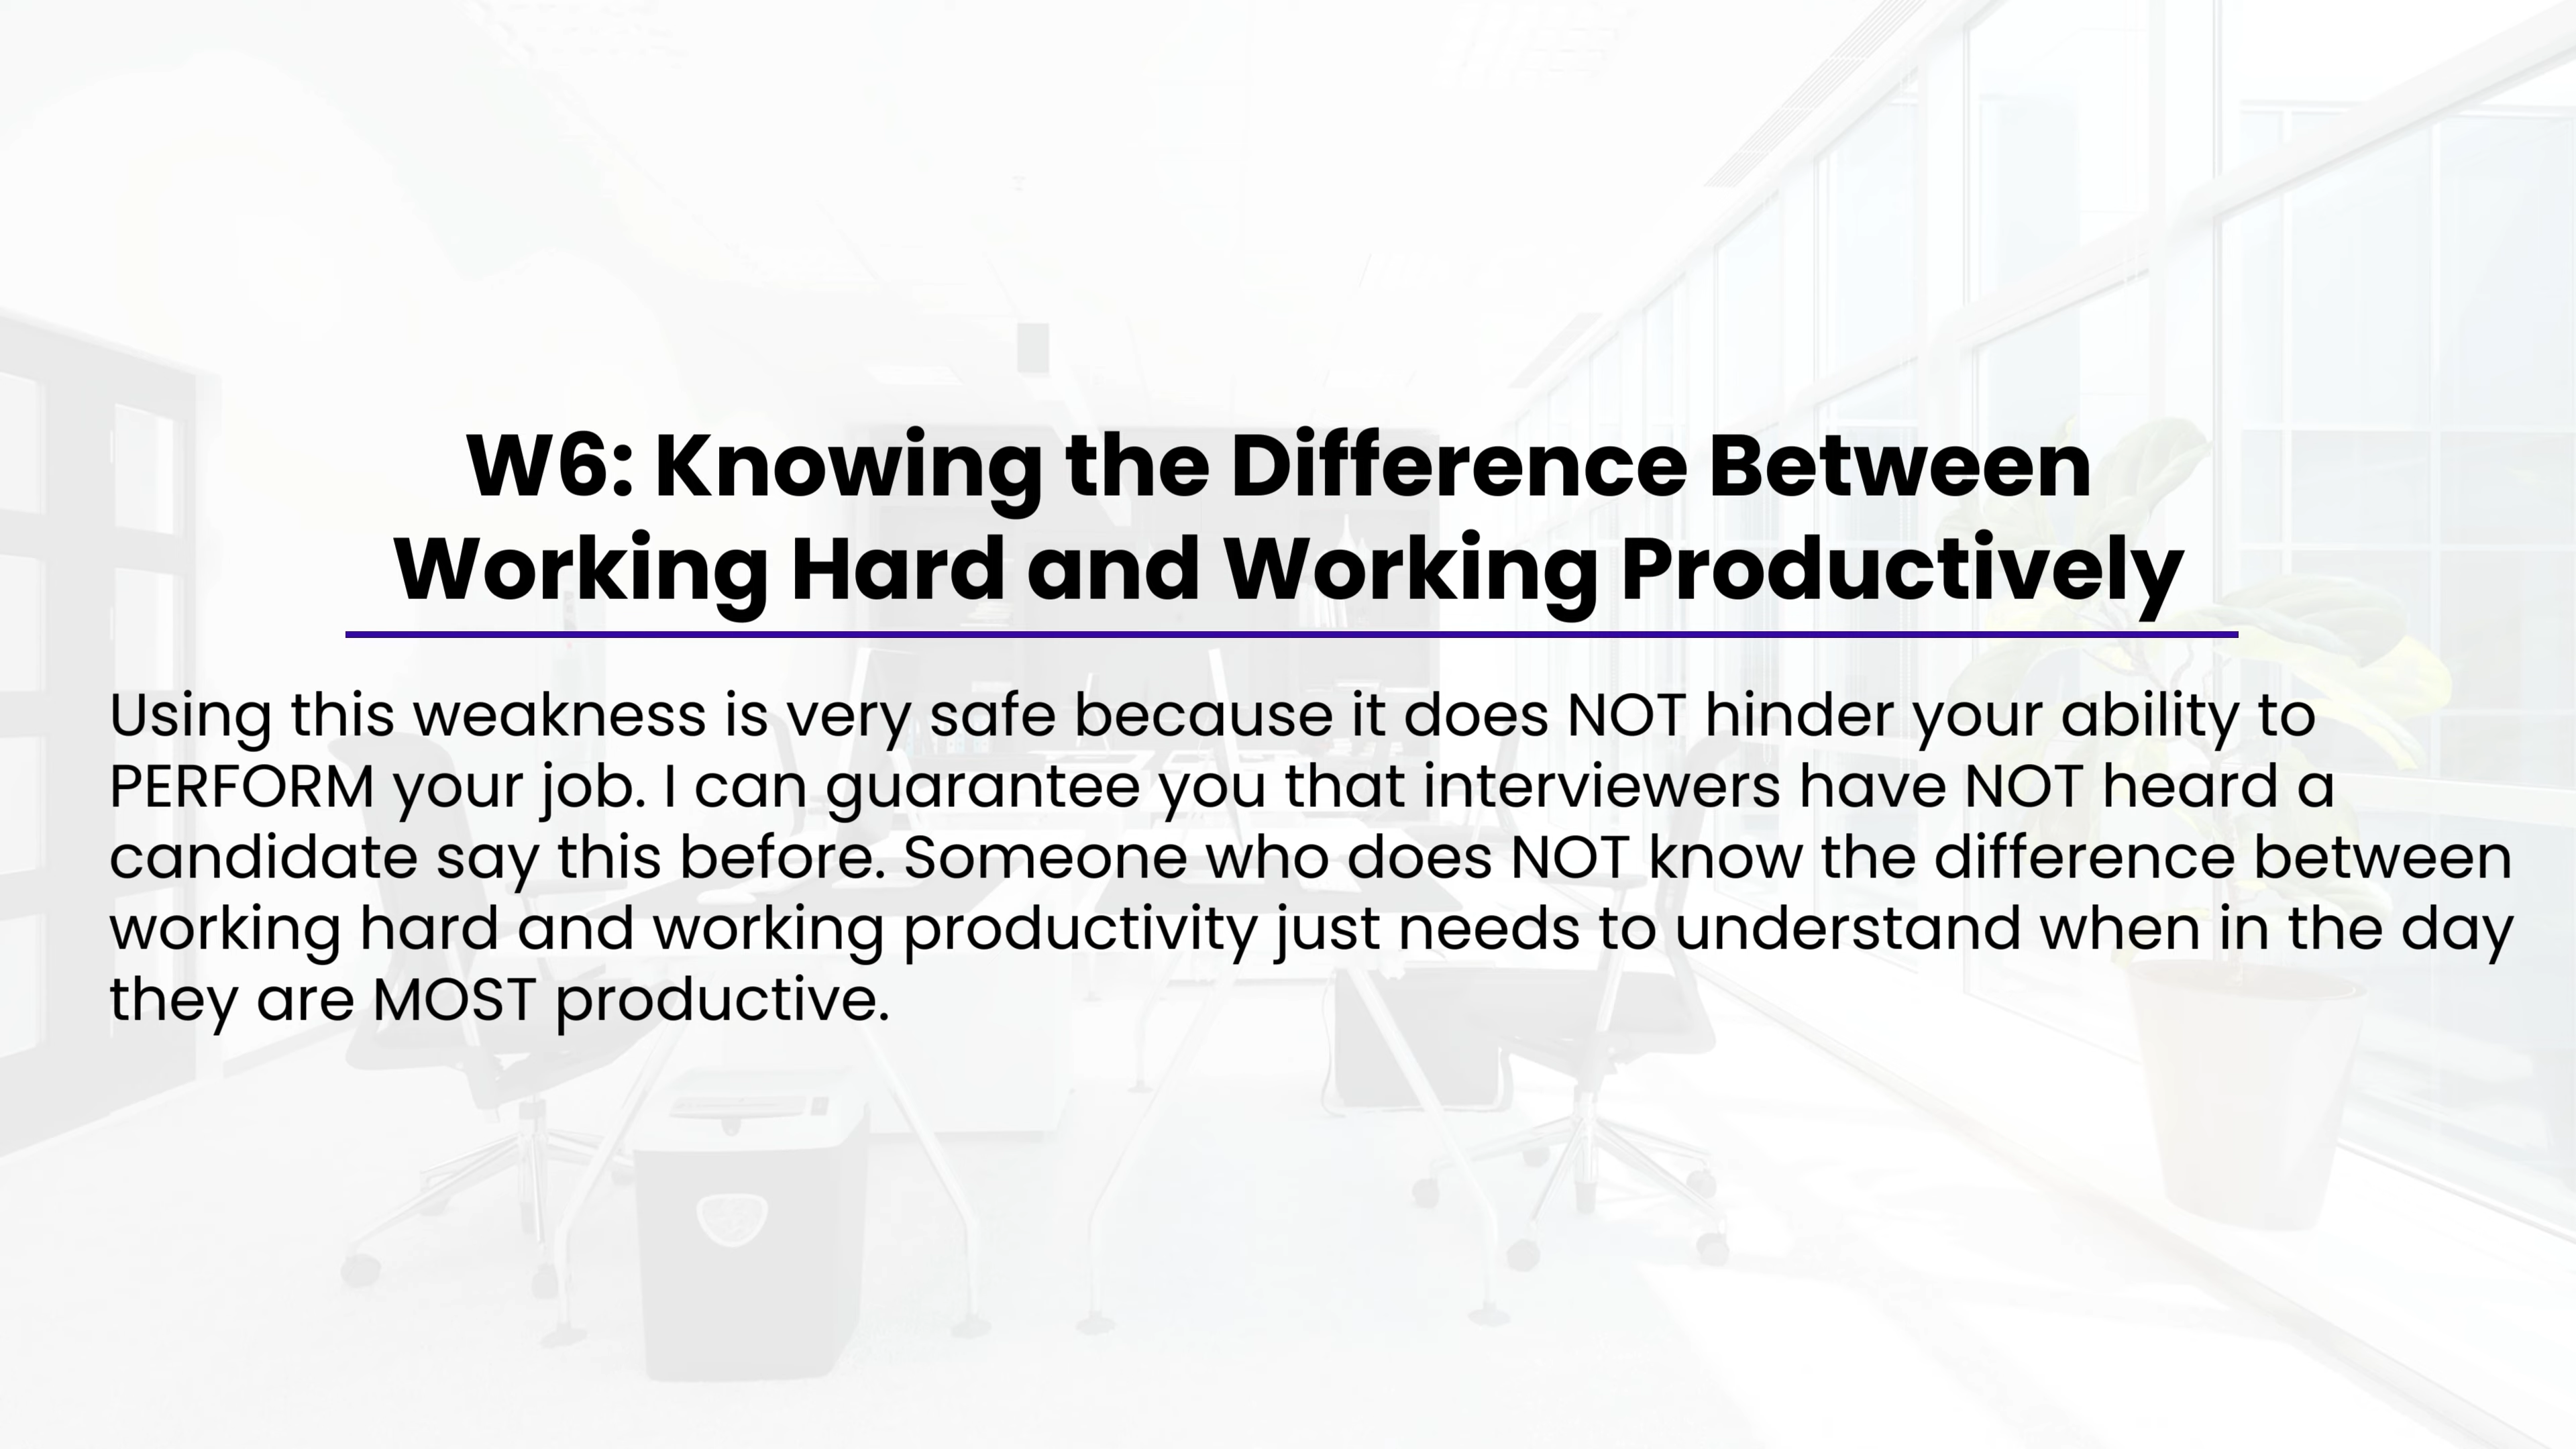 W6: Knowing the Difference Between
Working Hard and Working Productively
Using this weakness is very safe because it does NOT hinder your ability to
PERFORM your job. I can guarantee you that interviewers have NOT heard a
candidate say this before. Someone who does NOT know the difference between
working hard and working productivity just needs to understand when in the day
they are MOST productive.